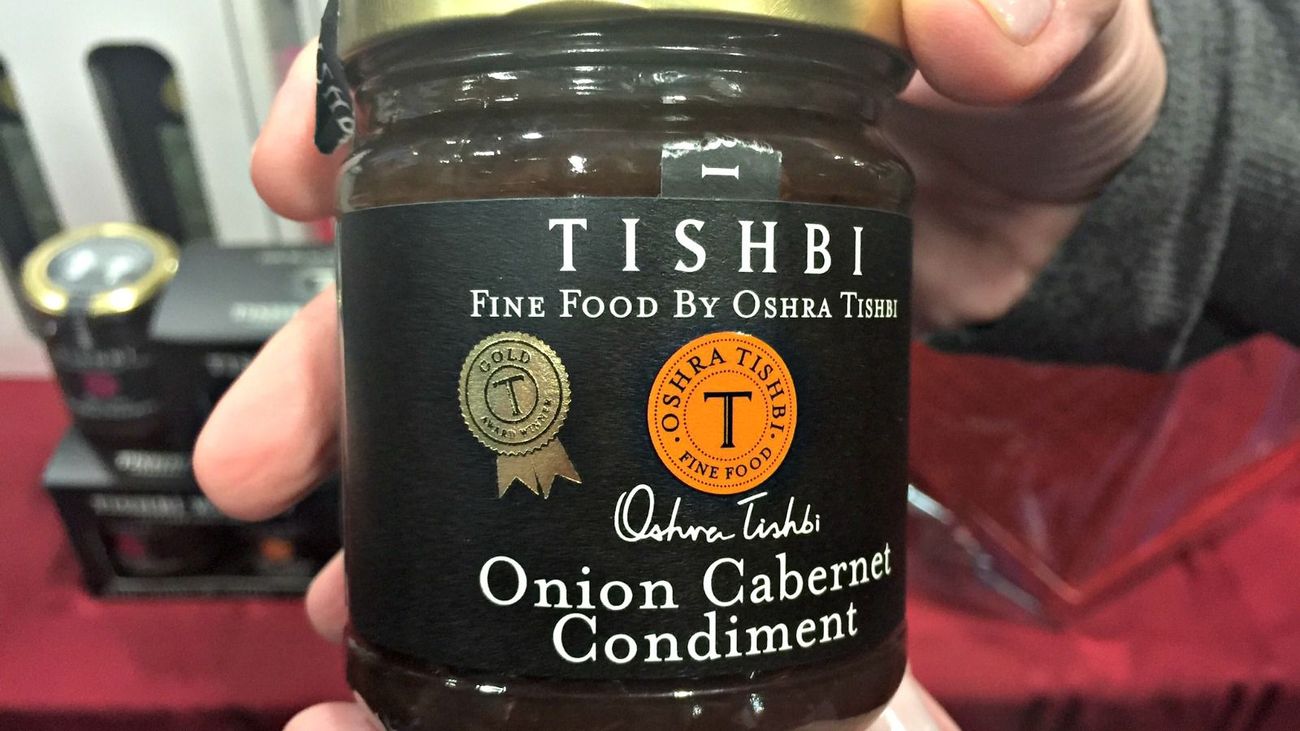 I
TISHBI
FINE FOOD BY OSHRA TISHBI
GOLD
T
AWARD WINNER
OSHRA TISHBI
T
FINE FOOD
Oshra Tishbi
Onion Cabernet
Condiment